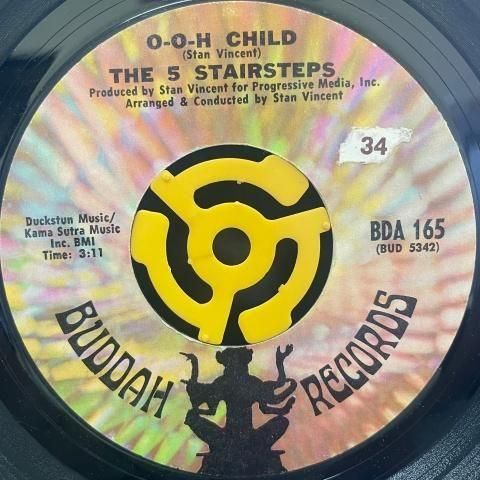 O-O-H CHILD
(Stan Vincent)
THE 5 STAIRSTEPS
Produced by Stan Vincent for Progressive Media, Inc.
Arranged & Conducted by Stan Vincent
34
Duckstun Music/
Kama Sutra Music
Inc. BMI
Time: 3:11
BDA 165
(BUD 5342)
BUDDAH RECORDS